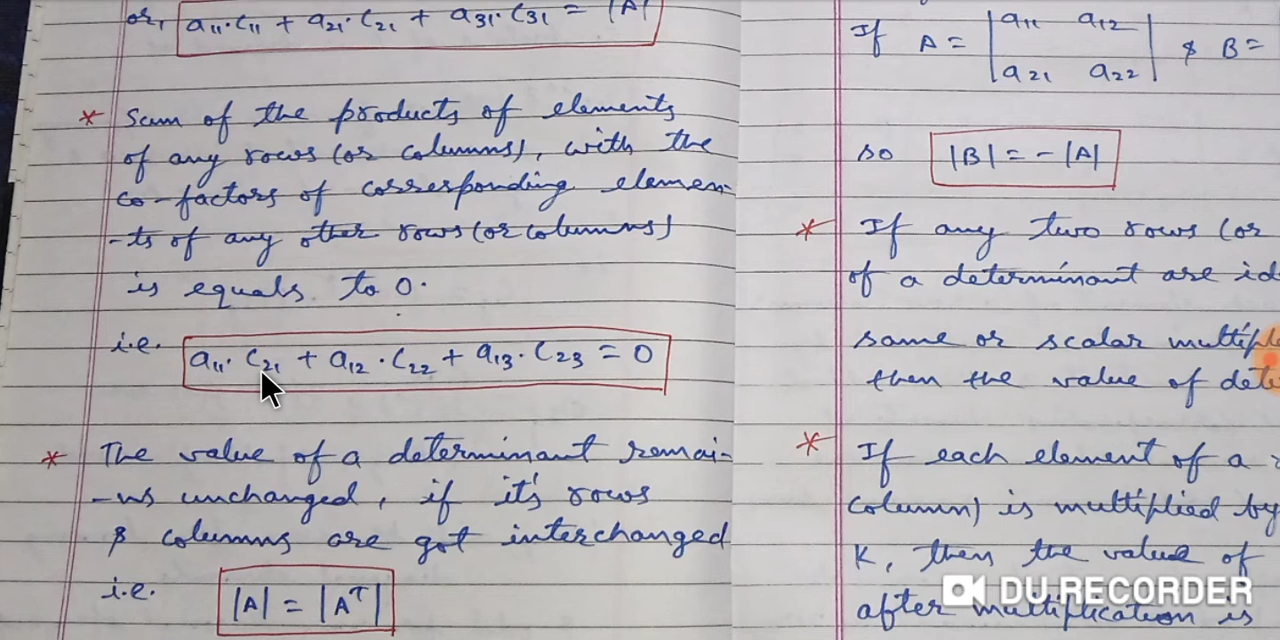 or, a₁₁.C₁₁ + a₂₁.C₂₁ + a₃₁.C₃₁ = |A|
* Sum of the products of elements
of any rows (or columns), with the
co-factors of corresponding elemen-
-ts of any other rows (or columns)
is equals to 0.
i.e. a₁₁.C₂₁ + a₁₂.C₂₂ + a₁₃.C₂₃ = 0
* The value of a determinant remai-
-ns unchanged, if it's rows
& columns are got interchanged
i.e. |A| = |Aᵀ|
If A = |a₁₁ a₁₂| & B =
|a₂₁ a₂₂|
so |B| = -|A|
* If any two rows (or
of a determinant are id
same or scalar multipl
then the value of det
* If each element of a
column) is multiplied by
K, then the value of
after multiplication is
DU RECORDER